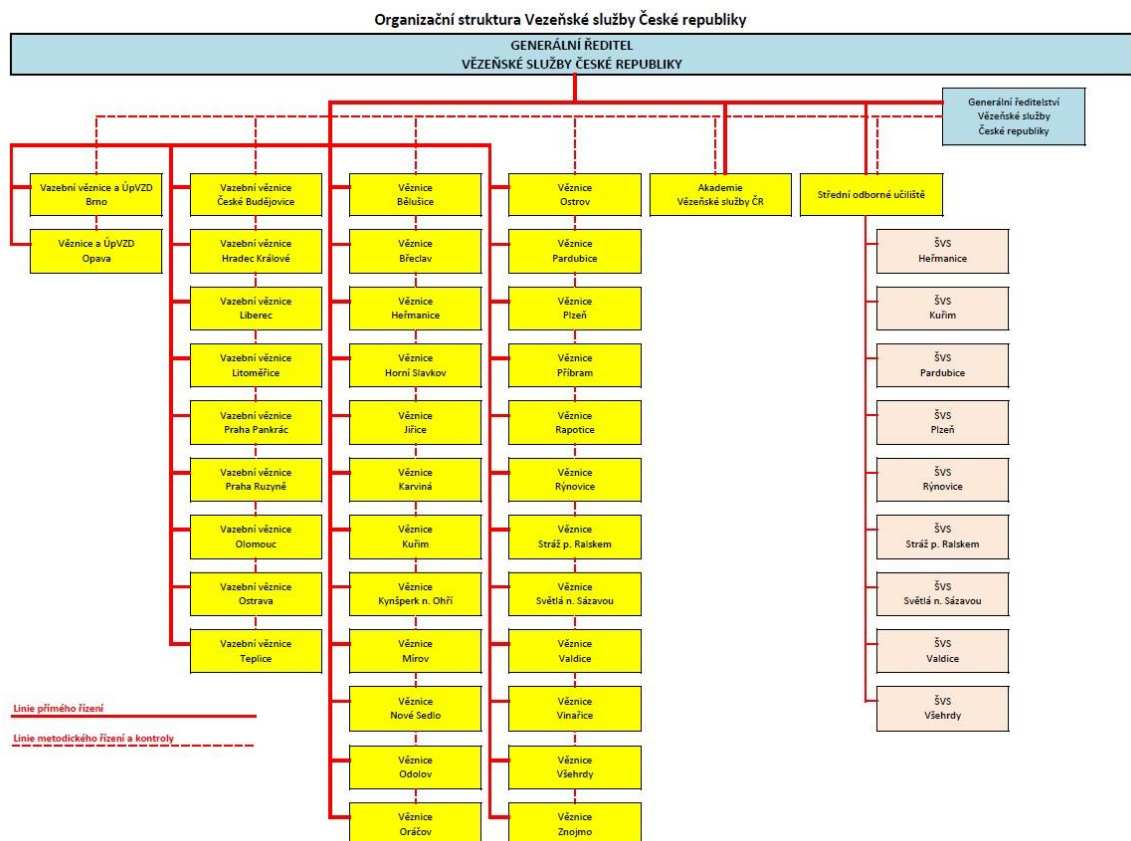 Organizační struktura Vezeňské služby České republiky
GENERÁLNÍ ŘEDITEL
VĚZEŇSKÉ SLUŽBY ČESKÉ REPUBLIKY
Generální ředitelství
Vězeňské služby
České republiky
Vazební věznice a ÚpVZD
Brno
Věznice a ÚpVZD
Opava
Vazební věznice
České Budějovice
Vazební věznice
Hradec Králové
Vazební věznice
Liberec
Vazební věznice
Litoměřice
Vazební věznice
Praha Pankrác
Vazební věznice
Praha Ruzyně
Vazební věznice
Olomouc
Vazební věznice
Ostrava
Vazební věznice
Teplice
Věznice
Bělušice
Věznice
Břeclav
Věznice
Heřmanice
Věznice
Horní Slavkov
Věznice
Jiřice
Věznice
Karviná
Věznice
Kuřim
Věznice
Kynšperk n. Ohří
Věznice
Mírov
Věznice
Nové Sedlo
Věznice
Odolov
Věznice
Oráčov
Věznice
Ostrov
Věznice
Pardubice
Věznice
Plzeň
Věznice
Příbram
Věznice
Rapotice
Věznice
Rýnovice
Věznice
Stráž p. Ralskem
Věznice
Světlá n. Sázavou
Věznice
Valdice
Věznice
Vinařice
Věznice
Všehrdy
Věznice
Znojmo
Akademie
Vězeňské služby ČR
Střední odborné učiliště
ŠVS
Heřmanice
ŠVS
Kuřim
ŠVS
Pardubice
ŠVS
Plzeň
ŠVS
Rýnovice
ŠVS
Stráž p. Ralskem
ŠVS
Světlá n. Sázavou
ŠVS
Valdice
ŠVS
Všehrdy
Linie přímého řízení
Linie metodického řízení a kontroly